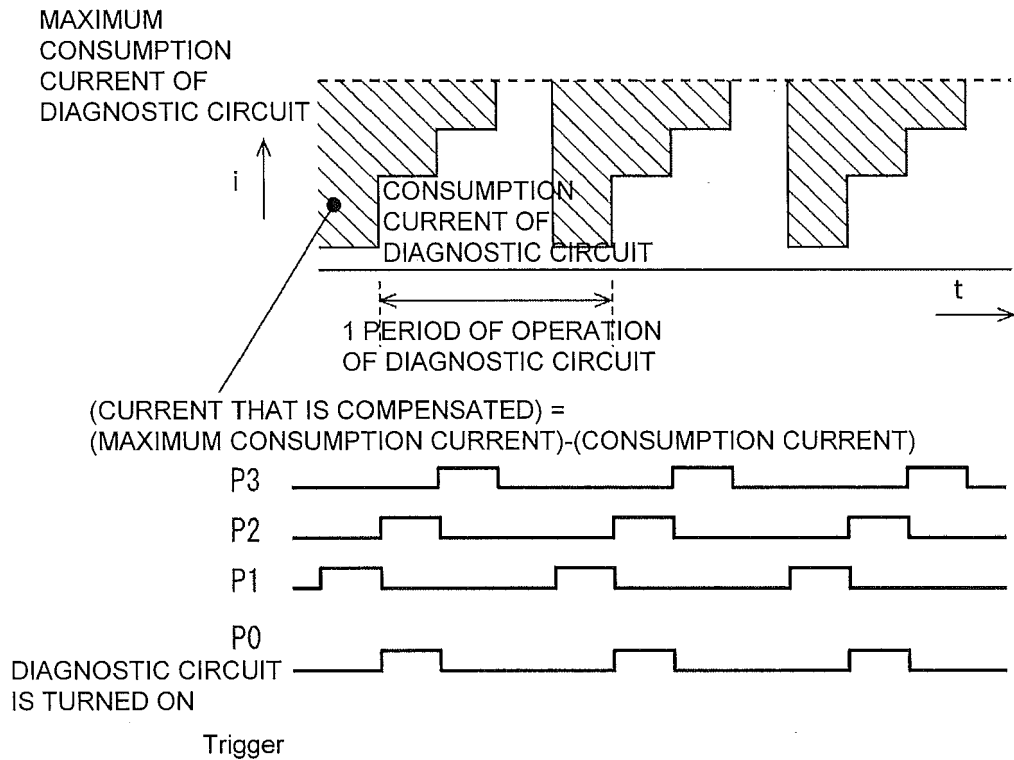 MAXIMUM
CONSUMPTION
CURRENT OF
DIAGNOSTIC CIRCUIT
i
CONSUMPTION
CURRENT OF
DIAGNOSTIC CIRCUIT
t
1 PERIOD OF OPERATION
OF DIAGNOSTIC CIRCUIT
(CURRENT THAT IS COMPENSATED) =
(MAXIMUM CONSUMPTION CURRENT)-(CONSUMPTION CURRENT)
P3
P2
P1
P0
DIAGNOSTIC CIRCUIT
IS TURNED ON
Trigger